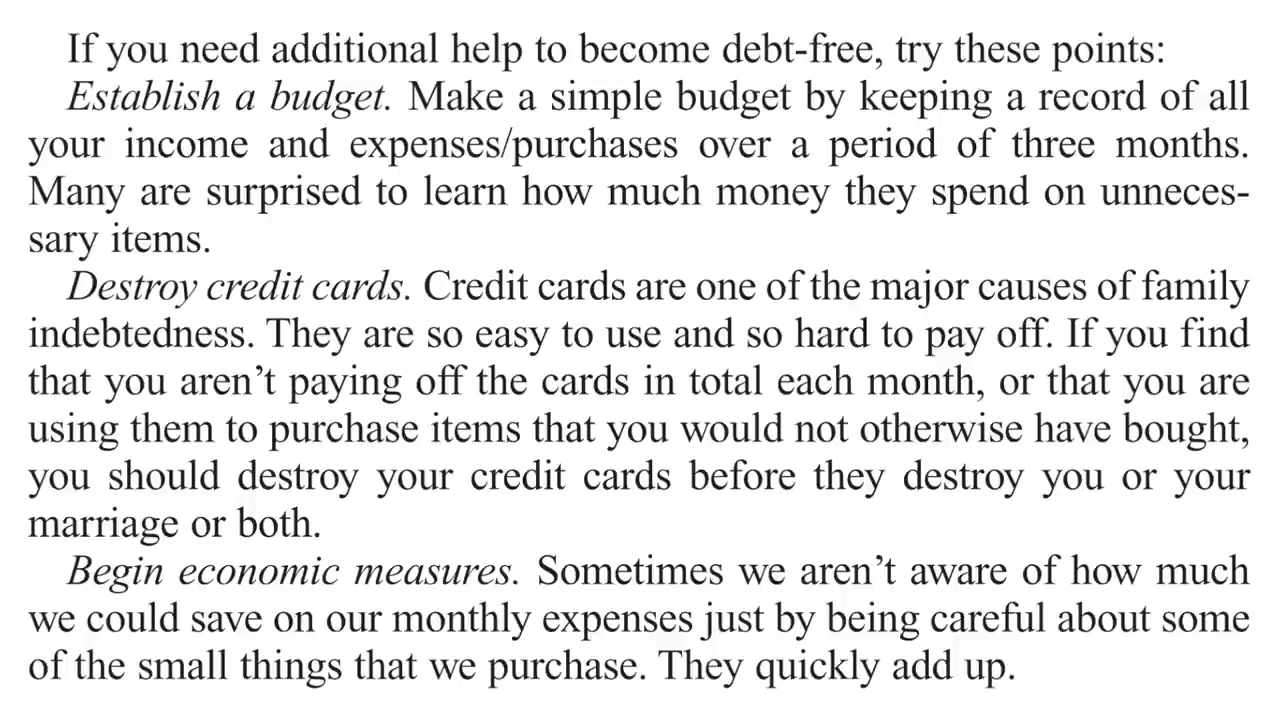 If you need additional help to become debt-free, try these points:
Establish a budget. Make a simple budget by keeping a record of all
your income and expenses/purchases over a period of three months.
Many are surprised to learn how much money they spend on unneces-
sary items.
Destroy credit cards. Credit cards are one of the major causes of family
indebtedness. They are so easy to use and so hard to pay off. If you find
that you aren’t paying off the cards in total each month, or that you are
using them to purchase items that you would not otherwise have bought,
you should destroy your credit cards before they destroy you or your
marriage or both.
Begin economic measures. Sometimes we aren’t aware of how much
we could save on our monthly expenses just by being careful about some
of the small things that we purchase. They quickly add up.